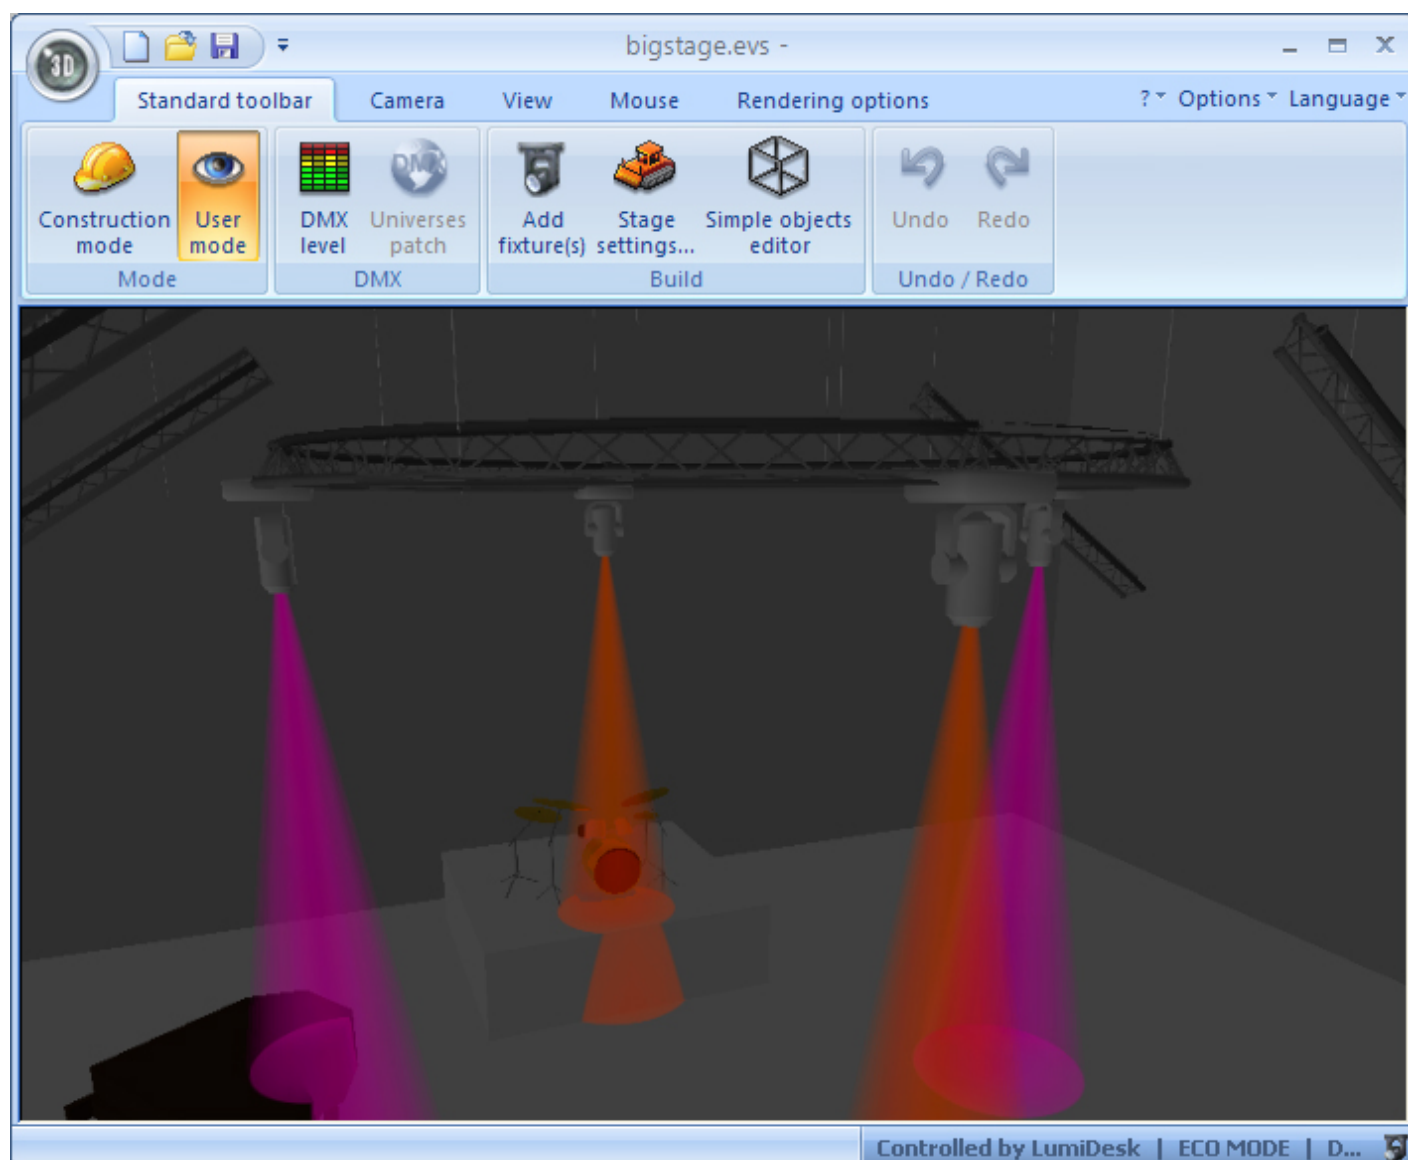 3D
bigstage.evs -
Standard toolbar Camera View Mouse Rendering options ? Options Language
Construction mode
User mode
DMX level
DMX
Universes patch
Add fixture(s)
Stage settings...
Simple objects editor
Undo Redo
Mode DMX Build Undo / Redo
Controlled by LumiDesk | ECO MODE | D...